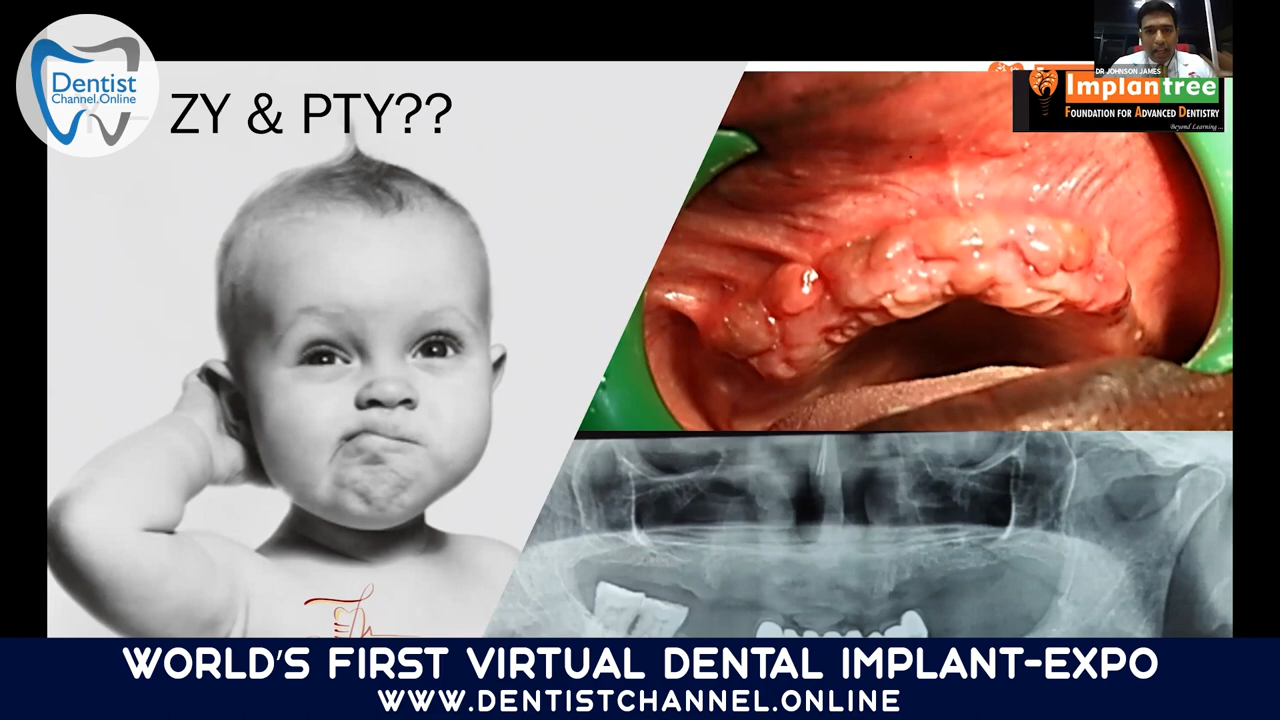 Dentist
Channel.Online
ZY & PTY??
DR JOHNSON JAMES
Implantree
FOUNDATION FOR ADVANCED DENTISTRY
Beyond Learning...
WORLD'S FIRST VIRTUAL DENTAL IMPLANT-EXPO
WWW.DENTISTCHANNEL.ONLINE